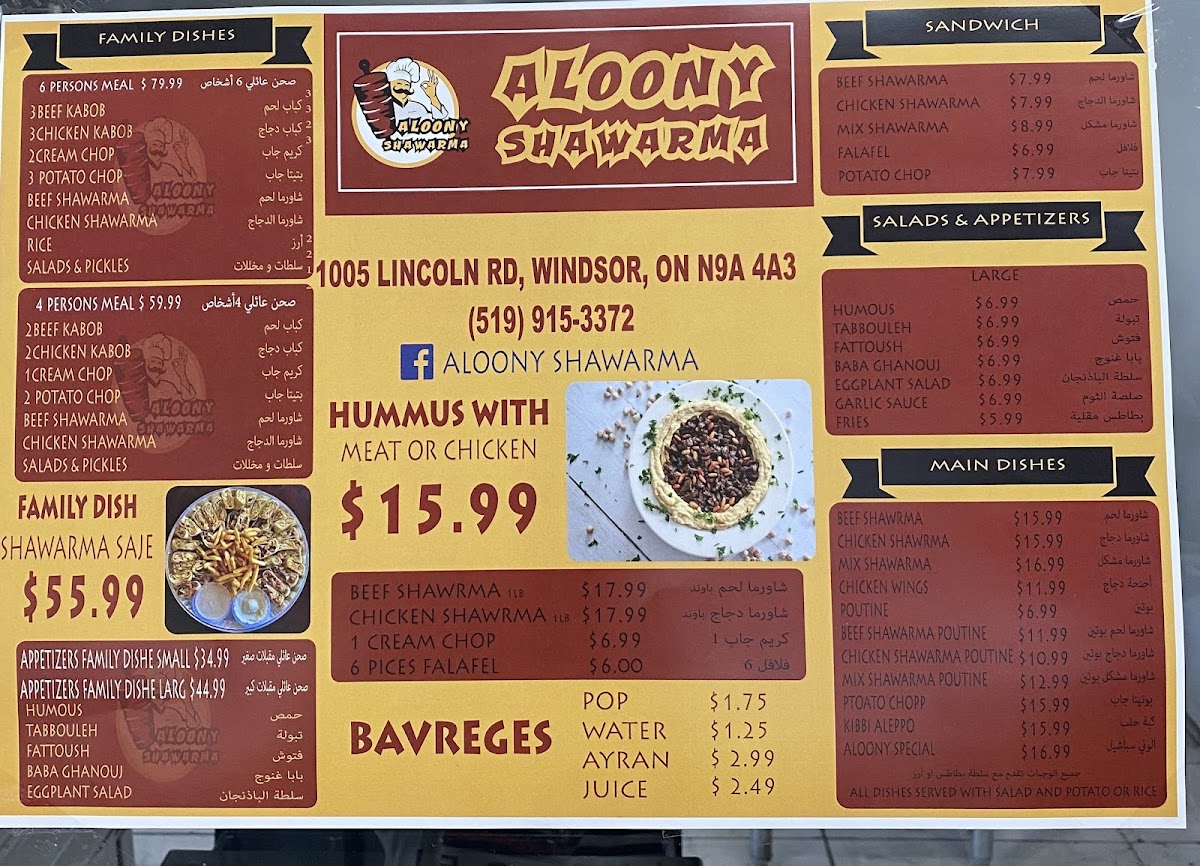 FAMILY DISHES
6 PERSONS MEAL $ 79.99 صحن عائلي 6 أشخاص
3BEEF KABOB كباب لحم 3
3CHICKEN KABOB كباب دجاج 3
2CREAM CHOP كريم جاب 2
3 POTATO CHOP بتيتا جاب 3
BEEF SHAWARMA شاورما لحم
CHICKEN SHAWARMA شاورما الدجاج
RICE أرز 2
SALADS & PICKLES سلطات و مخللات
4 PERSONS MEAL $ 59.99 صحن عائلي 4أشخاص
2BEEF KABOB كباب لحم
2CHICKEN KABOB كباب دجاج
1CREAM CHOP كريم جاب
2 POTATO CHOP بتيتا جاب
BEEF SHAWARMA شاورما لحم
CHICKEN SHAWARMA شاورما الدجاج
SALADS & PICKLES سلطات و مخللات
FAMILY DISH
SHAWARMA SAJE
$55.99
APPETIZERS FAMILY DISHE SMALL $34.99 صحن عائلي مقبلات صغير
APPETIZERS FAMILY DISHE LARG $44.99 صحن عائلي مقبلات كبير
HUMOUS حمص
TABBOULEH تبولة
FATTOUSH فتوش
BABA GHANOUJ بابا غنوج
EGGPLANT SALAD سلطة الباذنجان
ALOONY
SHAWARMA
ALOONY
SHAWARMA
1005 LINCOLN RD, WINDSOR, ON N9A 4A3
(519) 915-3372
f ALOONY SHAWARMA
HUMMUS WITH
MEAT OR CHICKEN
$15.99
BEEF SHAWRMA 1LB $17.99 شاورما لحم باوند
CHICKEN SHAWRMA 1LB $17.99 شاورما دجاج باوند
1 CREAM CHOP $6.99 كريم جاب 1
6 PICES FALAFEL $6.00 فلافل 6
BAVREGES
POP $1.75
WATER $1.25
AYRAN $ 2.99
JUICE $ 2.49
SANDWICH
BEEF SHAWARMA $7.99 شاورما لحم
CHICKEN SHAWARMA $7.99 شاورما الدجاج
MIX SHAWARMA $8.99 شاورما مشكل
FALAFEL $6.99 فلافل
POTATO CHOP $7.99 بتيتا جاب
SALADS & APPETIZERS
LARGE
HUMOUS $6.99 حمص
TABBOULEH $6.99 تبولة
FATTOUSH $6.99 فتوش
BABA GHANOUJ $6.99 بابا غنوج
EGGPLANT SALAD $6.99 سلطة الباذنجان
GARLIC SAUCE $6.99 صلصة الثوم
FRIES $5.99 بطاطس مقلية
MAIN DISHES
BEEF SHAWRMA $15.99 شاورما لحم
CHICKEN SHAWRMA $15.99 شاورما دجاج
MIX SHAWARMA $16.99 شاورما مشكل
CHICKEN WINGS $11.99 أجنحة دجاج
POUTINE $6.99 بوتين
BEEF SHAWARMA POUTINE $11.99 شاورما لحم بوتين
CHICKEN SHAWARMA POUTINE $10.99 شاورما دجاج بوتين
MIX SHAWARMA POUTINE $12.99 شاورما مشكل بوتين
PTOATO CHOPP $15.99 بوتيتا جاب
KIBBI ALEPPO $15.99 كبة حلب
ALOONY SPECIAL $16.99 الوني سباشيل
جميع الوجبات تقدم مع سلطة بطاطس او أرز
ALL DISHES SERVED WITH SALAD AND POTATO OR RICE